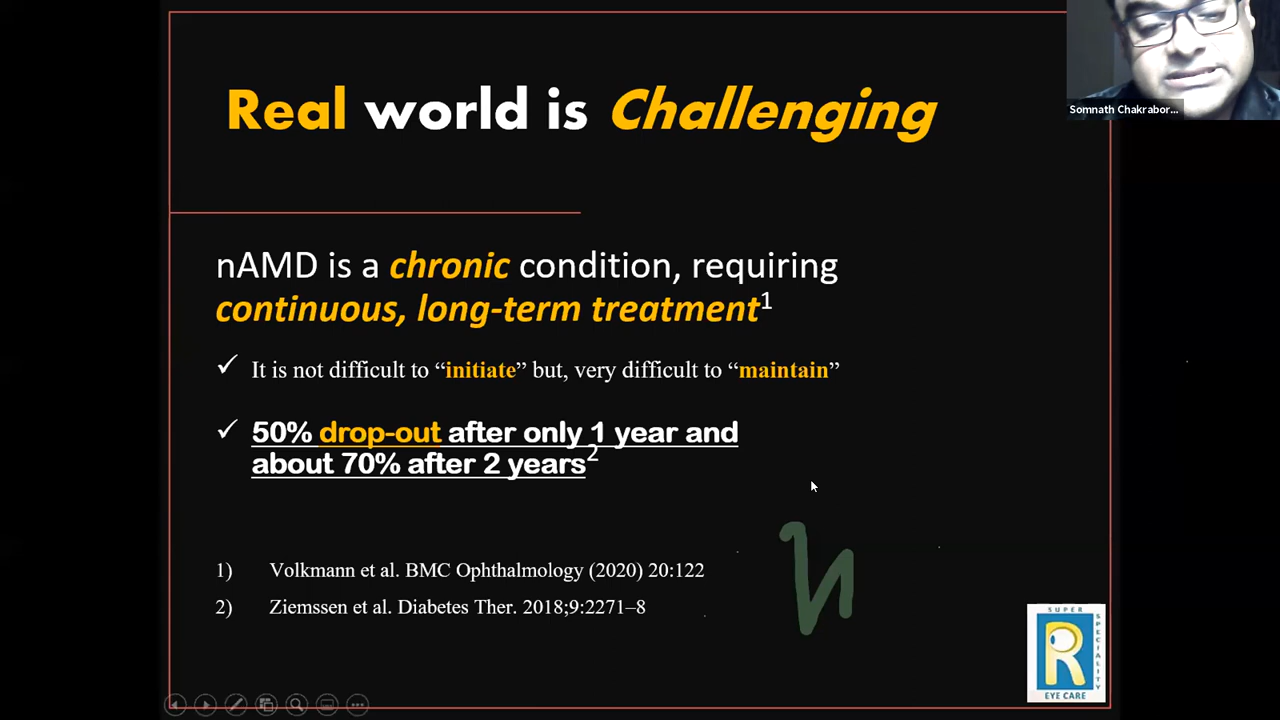 Real world is Challenging
Somnath Chakrabor...
nAMD is a chronic condition, requiring
continuous, long-term treatment1
✓ It is not difficult to “initiate” but, very difficult to “maintain”
✓ 50% drop-out after only 1 year and
about 70% after 2 years2
1) Volkmann et al. BMC Ophthalmology (2020) 20:122
2) Ziemssen et al. Diabetes Ther. 2018;9:2271–8
SUPER
SPECIALITY
R
EYE CARE